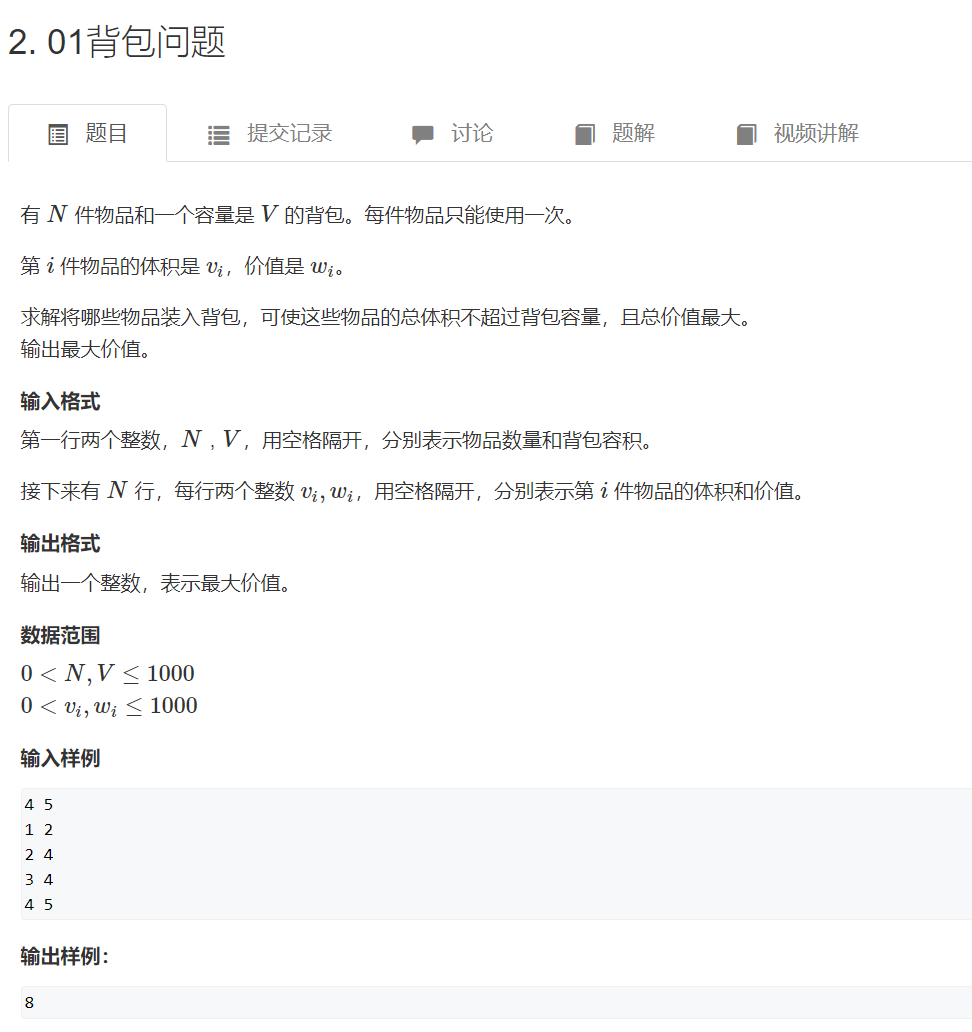 2. 01背包问题
题目 提交记录 讨论 题解 视频讲解
有 N 件物品和一个容量是 V 的背包。每件物品只能使用一次。
第 i 件物品的体积是 vᵢ，价值是 wᵢ。
求解将哪些物品装入背包，可使这些物品的总体积不超过背包容量，且总价值最大。
输出最大价值。
输入格式
第一行两个整数，N，V，用空格隔开，分别表示物品数量和背包容积。
接下来有 N 行，每行两个整数 vᵢ, wᵢ，用空格隔开，分别表示第 i 件物品的体积和价值。
输出格式
输出一个整数，表示最大价值。
数据范围
0 < N, V ≤ 1000
0 < vᵢ, wᵢ ≤ 1000
输入样例
4 5
1 2
2 4
3 4
4 5
输出样例：
8